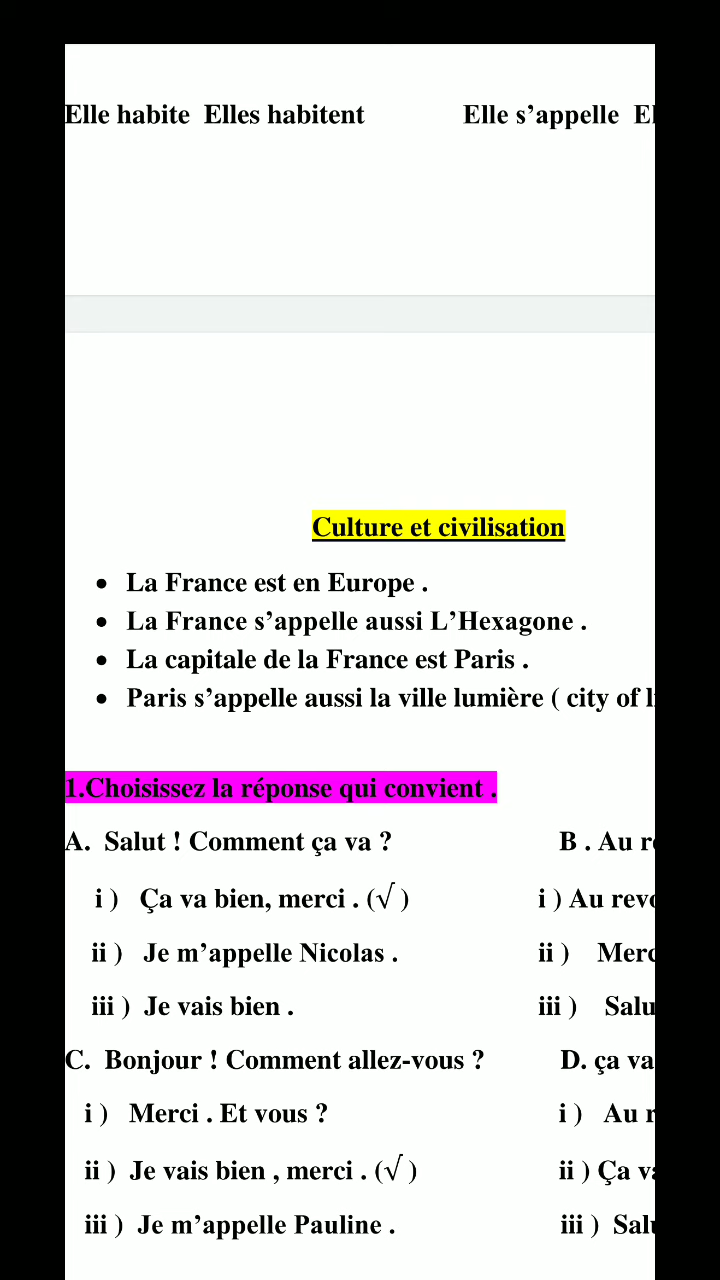 Elle habite Elles habitent Elle s’appelle
Culture et civilisation
• La France est en Europe .
• La France s’appelle aussi L’Hexagone .
• La capitale de la France est Paris .
• Paris s’appelle aussi la ville lumière ( city of
1.Choisissez la réponse qui convient .
A. Salut ! Comment ça va ? B . Au
i ) Ça va bien, merci . (√ ) i ) Au
ii ) Je m’appelle Nicolas . ii )
iii ) Je vais bien . iii )
C. Bonjour ! Comment allez-vous ? D. ça va
i ) Merci . Et vous ? i ) Au
ii ) Je vais bien , merci . (√ ) ii ) Ça
iii ) Je m’appelle Pauline . iii )